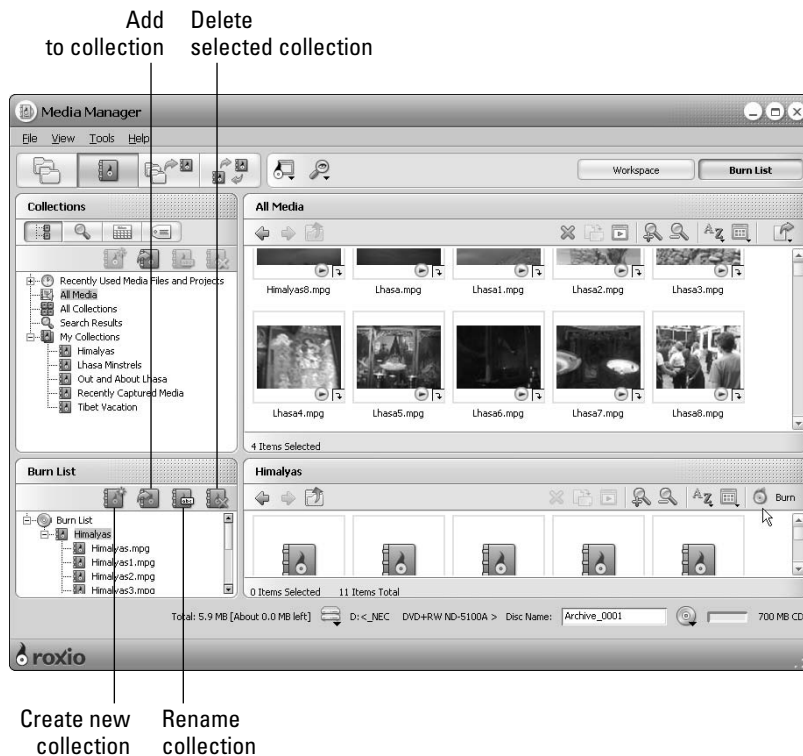 Add
to collection
Delete
selected collection
Media Manager
File View Tools Help
Workspace
Burn List
Collections
All Media
Recently Used Media Files and Projects
All Media
All Collections
Search Results
My Collections
Himalyas
Lhasa Minstrels
Out and About Lhasa
Recently Captured Media
Tibet Vacation
Himalyas8.mpg
Lhasa.mpg
Lhasa1.mpg
Lhasa2.mpg
Lhasa3.mpg
Lhasa4.mpg
Lhasa5.mpg
Lhasa6.mpg
Lhasa7.mpg
Lhasa8.mpg
4 Items Selected
Burn List
Himalyas
Burn
Burn List
Himalyas
Himalyas.mpg
Himalyas1.mpg
Himalyas2.mpg
Himalyas3.mpg
0 Items Selected 11 Items Total
Total: 5.9 MB [About 0.0 MB left] D:<_NEC DVD+RW ND-5100A > Disc Name: Archive_0001 700 MB CD
roxio
Create new
collection
Rename
collection